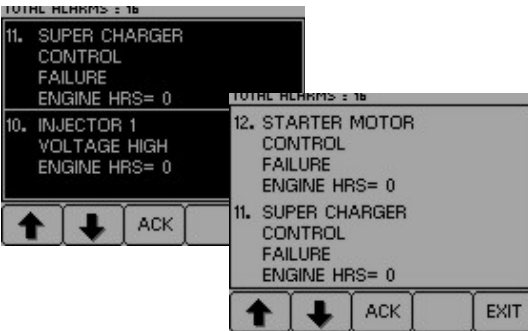 TOTAL ALARMS : 16
11. SUPER CHARGER
CONTROL
FAILURE
ENGINE HRS= 0
10. INJECTOR 1
VOLTAGE HIGH
ENGINE HRS= 0
ACK
TOTAL ALARMS : 16
12. STARTER MOTOR
CONTROL
FAILURE
ENGINE HRS= 0
11. SUPER CHARGER
CONTROL
FAILURE
ENGINE HRS= 0
ACK EXIT